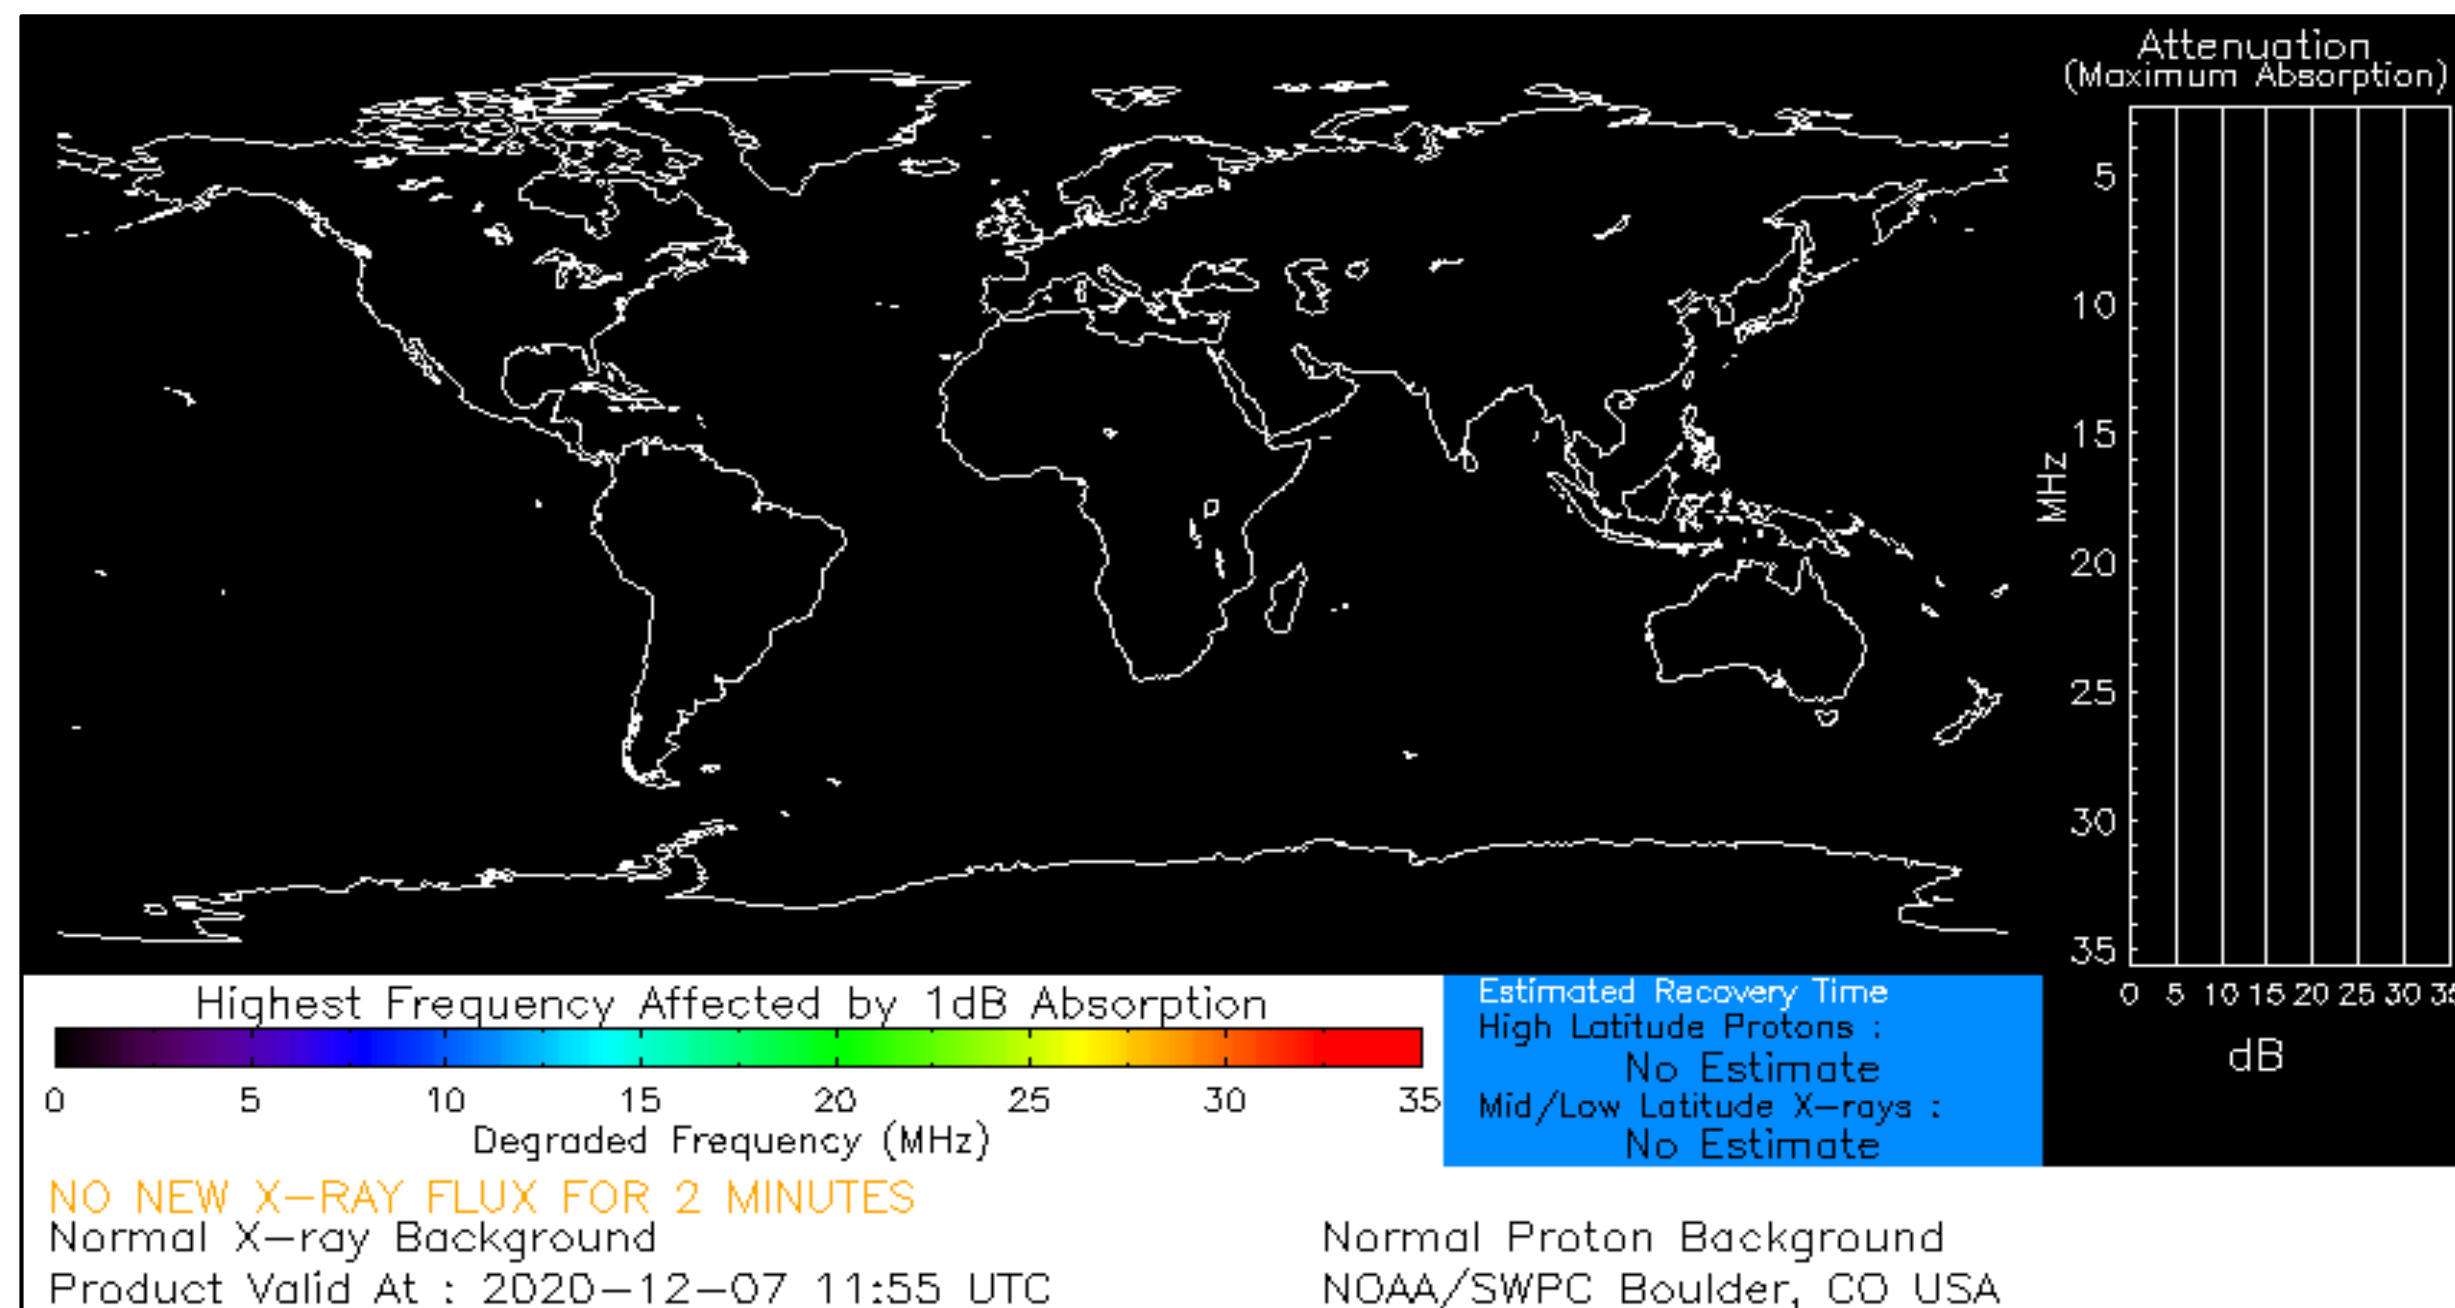 Attenuation
(Maximum Absorption)
5
10
15
20
25
30
35
MHz
0 5 10 15 20 25 30
dB
Highest Frequency Affected by 1dB Absorption
0 5 10 15 20 25 30 35
Degraded Frequency (MHz)
Estimated Recovery Time
High Latitude Protons :
No Estimate
Mid/Low Latitude X-rays :
No Estimate
NO NEW X-RAY FLUX FOR 2 MINUTES
Normal X-ray Background
Normal Proton Background
Product Valid At : 2020-12-07 11:55 UTC
NOAA/SWPC Boulder, CO USA